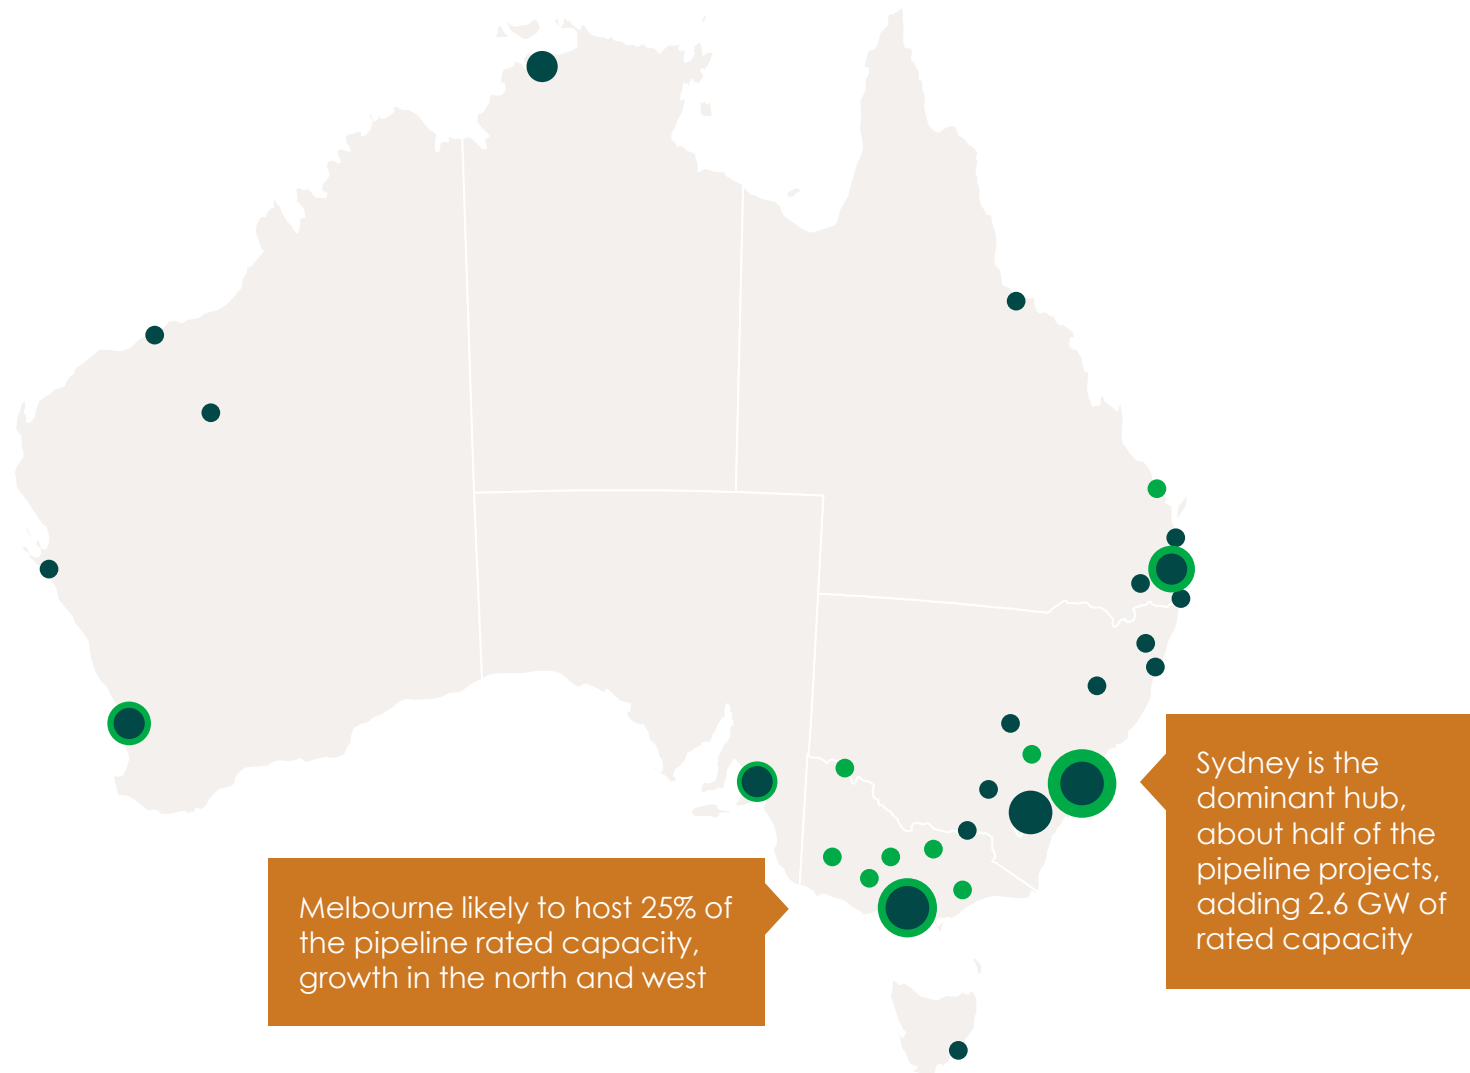 Sydney is the
dominant hub,
about half of the
pipeline projects,
adding 2.6 GW of
rated capacity
Melbourne likely to host 25% of
the pipeline rated capacity,
growth in the north and west